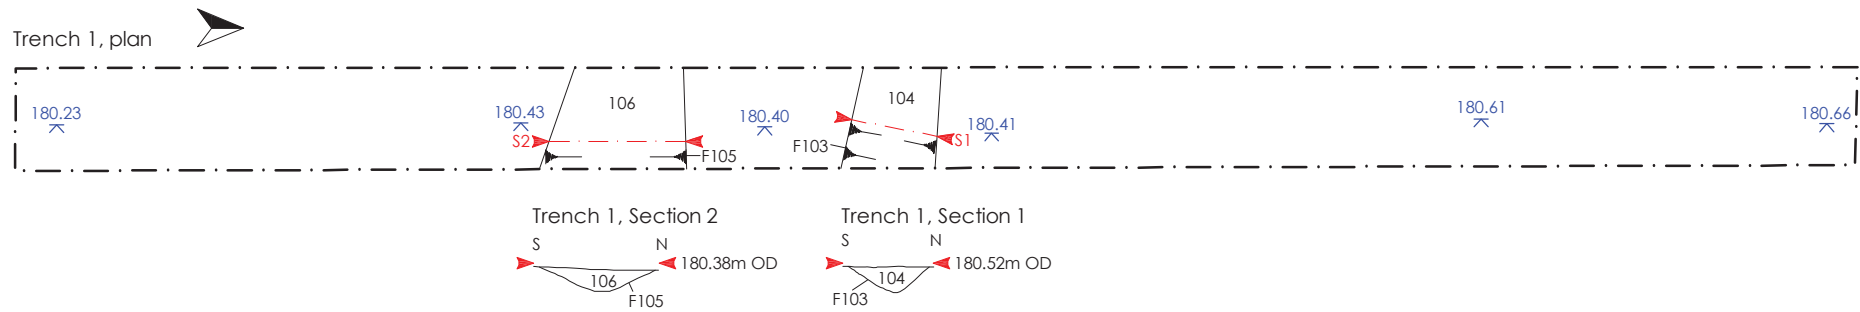 Trench 1, plan
180.23
180.43
106
180.40
104
180.41
180.61
180.66
S2
F105
F103
S1
Trench 1, Section 2
S N
180.38m OD
106
F105
Trench 1, Section 1
S N
180.52m OD
104
F103